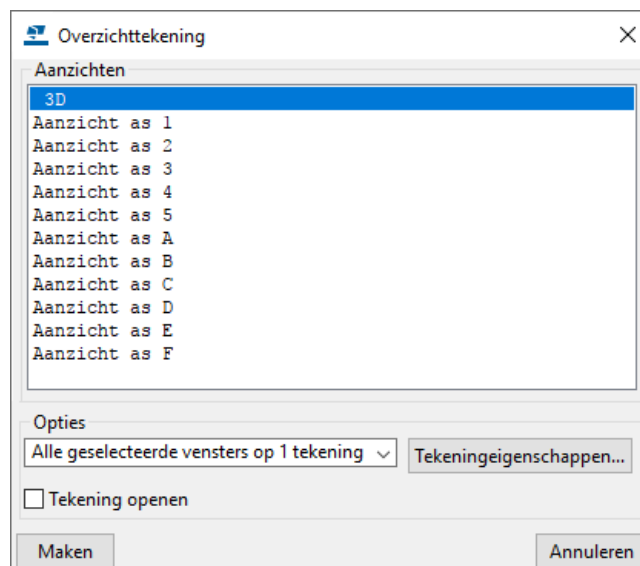 Overzichttekening
Aanzichten
3D
Aanzicht as 1
Aanzicht as 2
Aanzicht as 3
Aanzicht as 4
Aanzicht as 5
Aanzicht as A
Aanzicht as B
Aanzicht as C
Aanzicht as D
Aanzicht as E
Aanzicht as F
Opties
Alle geselecteerde vensters op 1 tekening
Tekeningeigenschappen...
Tekening openen
Maken
Annuleren